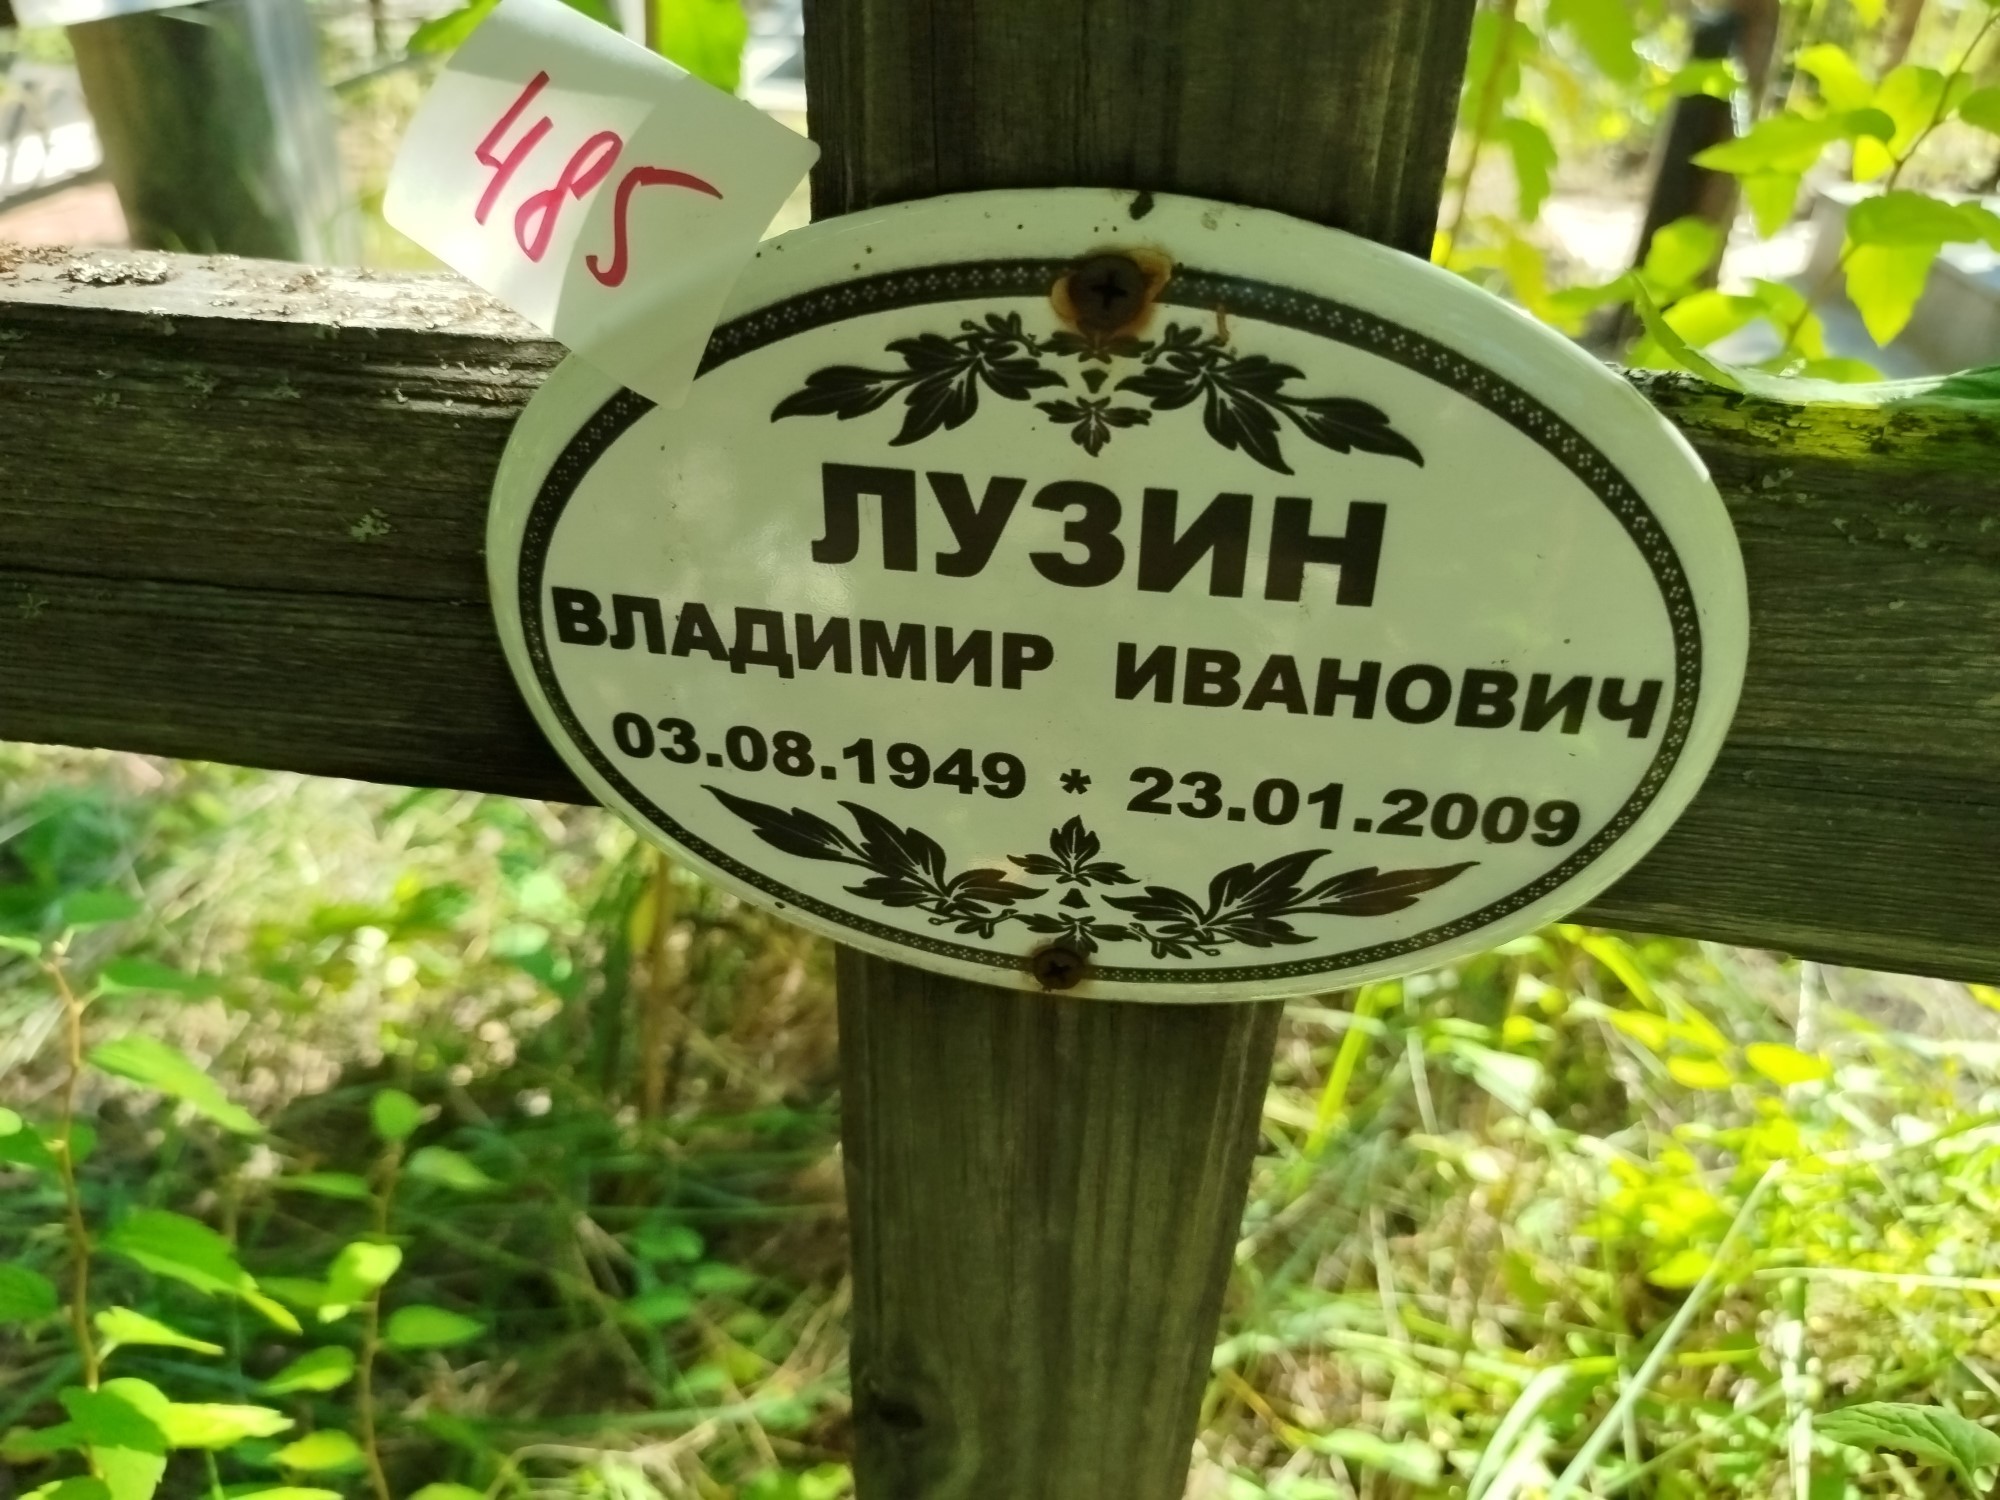 485
ЛУЗИН
ВЛАДИМИР ИВАНОВИЧ
03.08.1949 * 23.01.2009